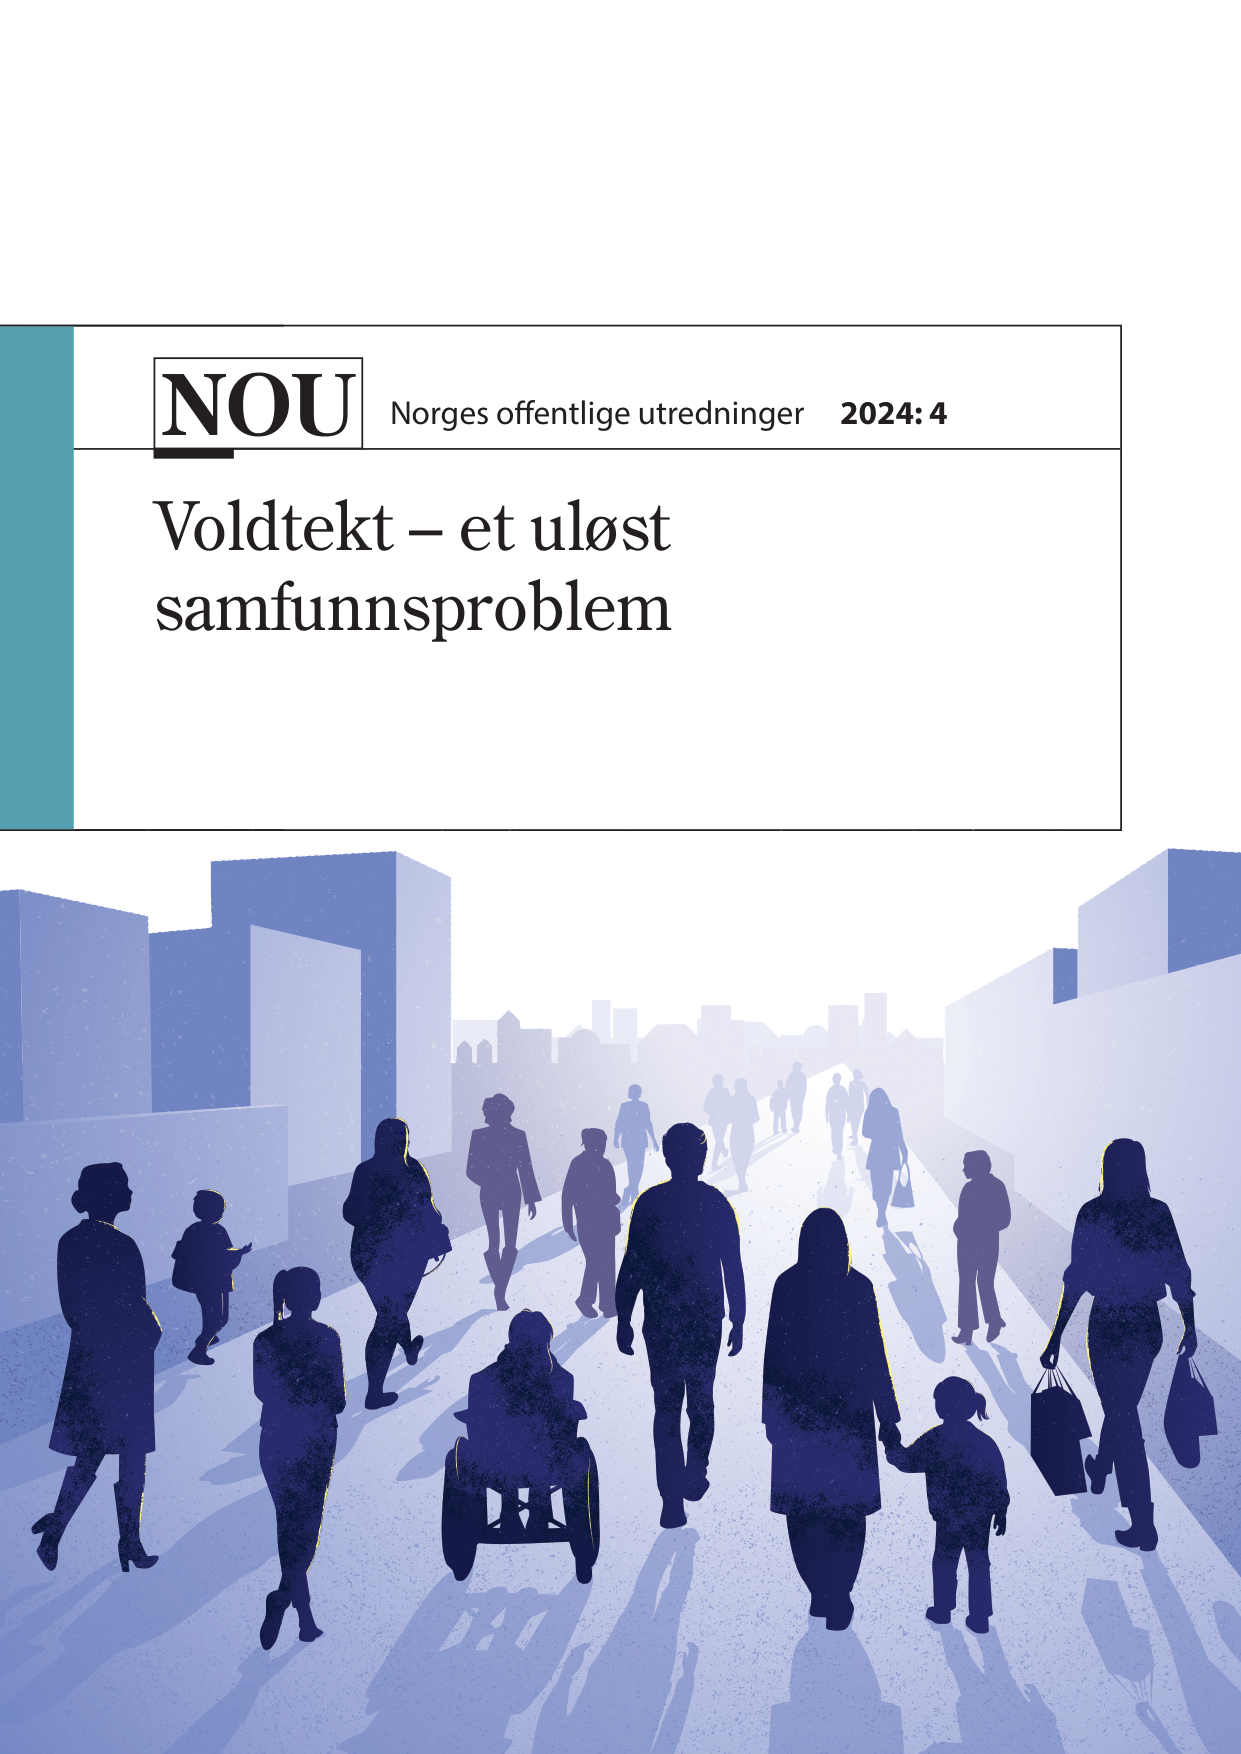 NOU Norges offentlige utredninger 2024: 4
Voldtekt – et uløst
samfunnsproblem